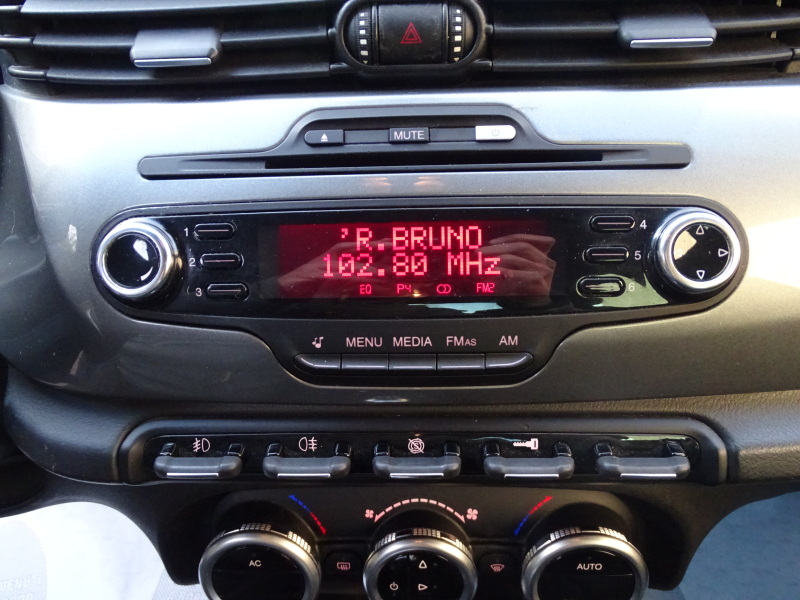 MUTE
'R.BRUNO
102.80 MHz
EQ P4 FM2
1
2
3
4
5
6
MENU MEDIA FMAS AM
AC
AUTO